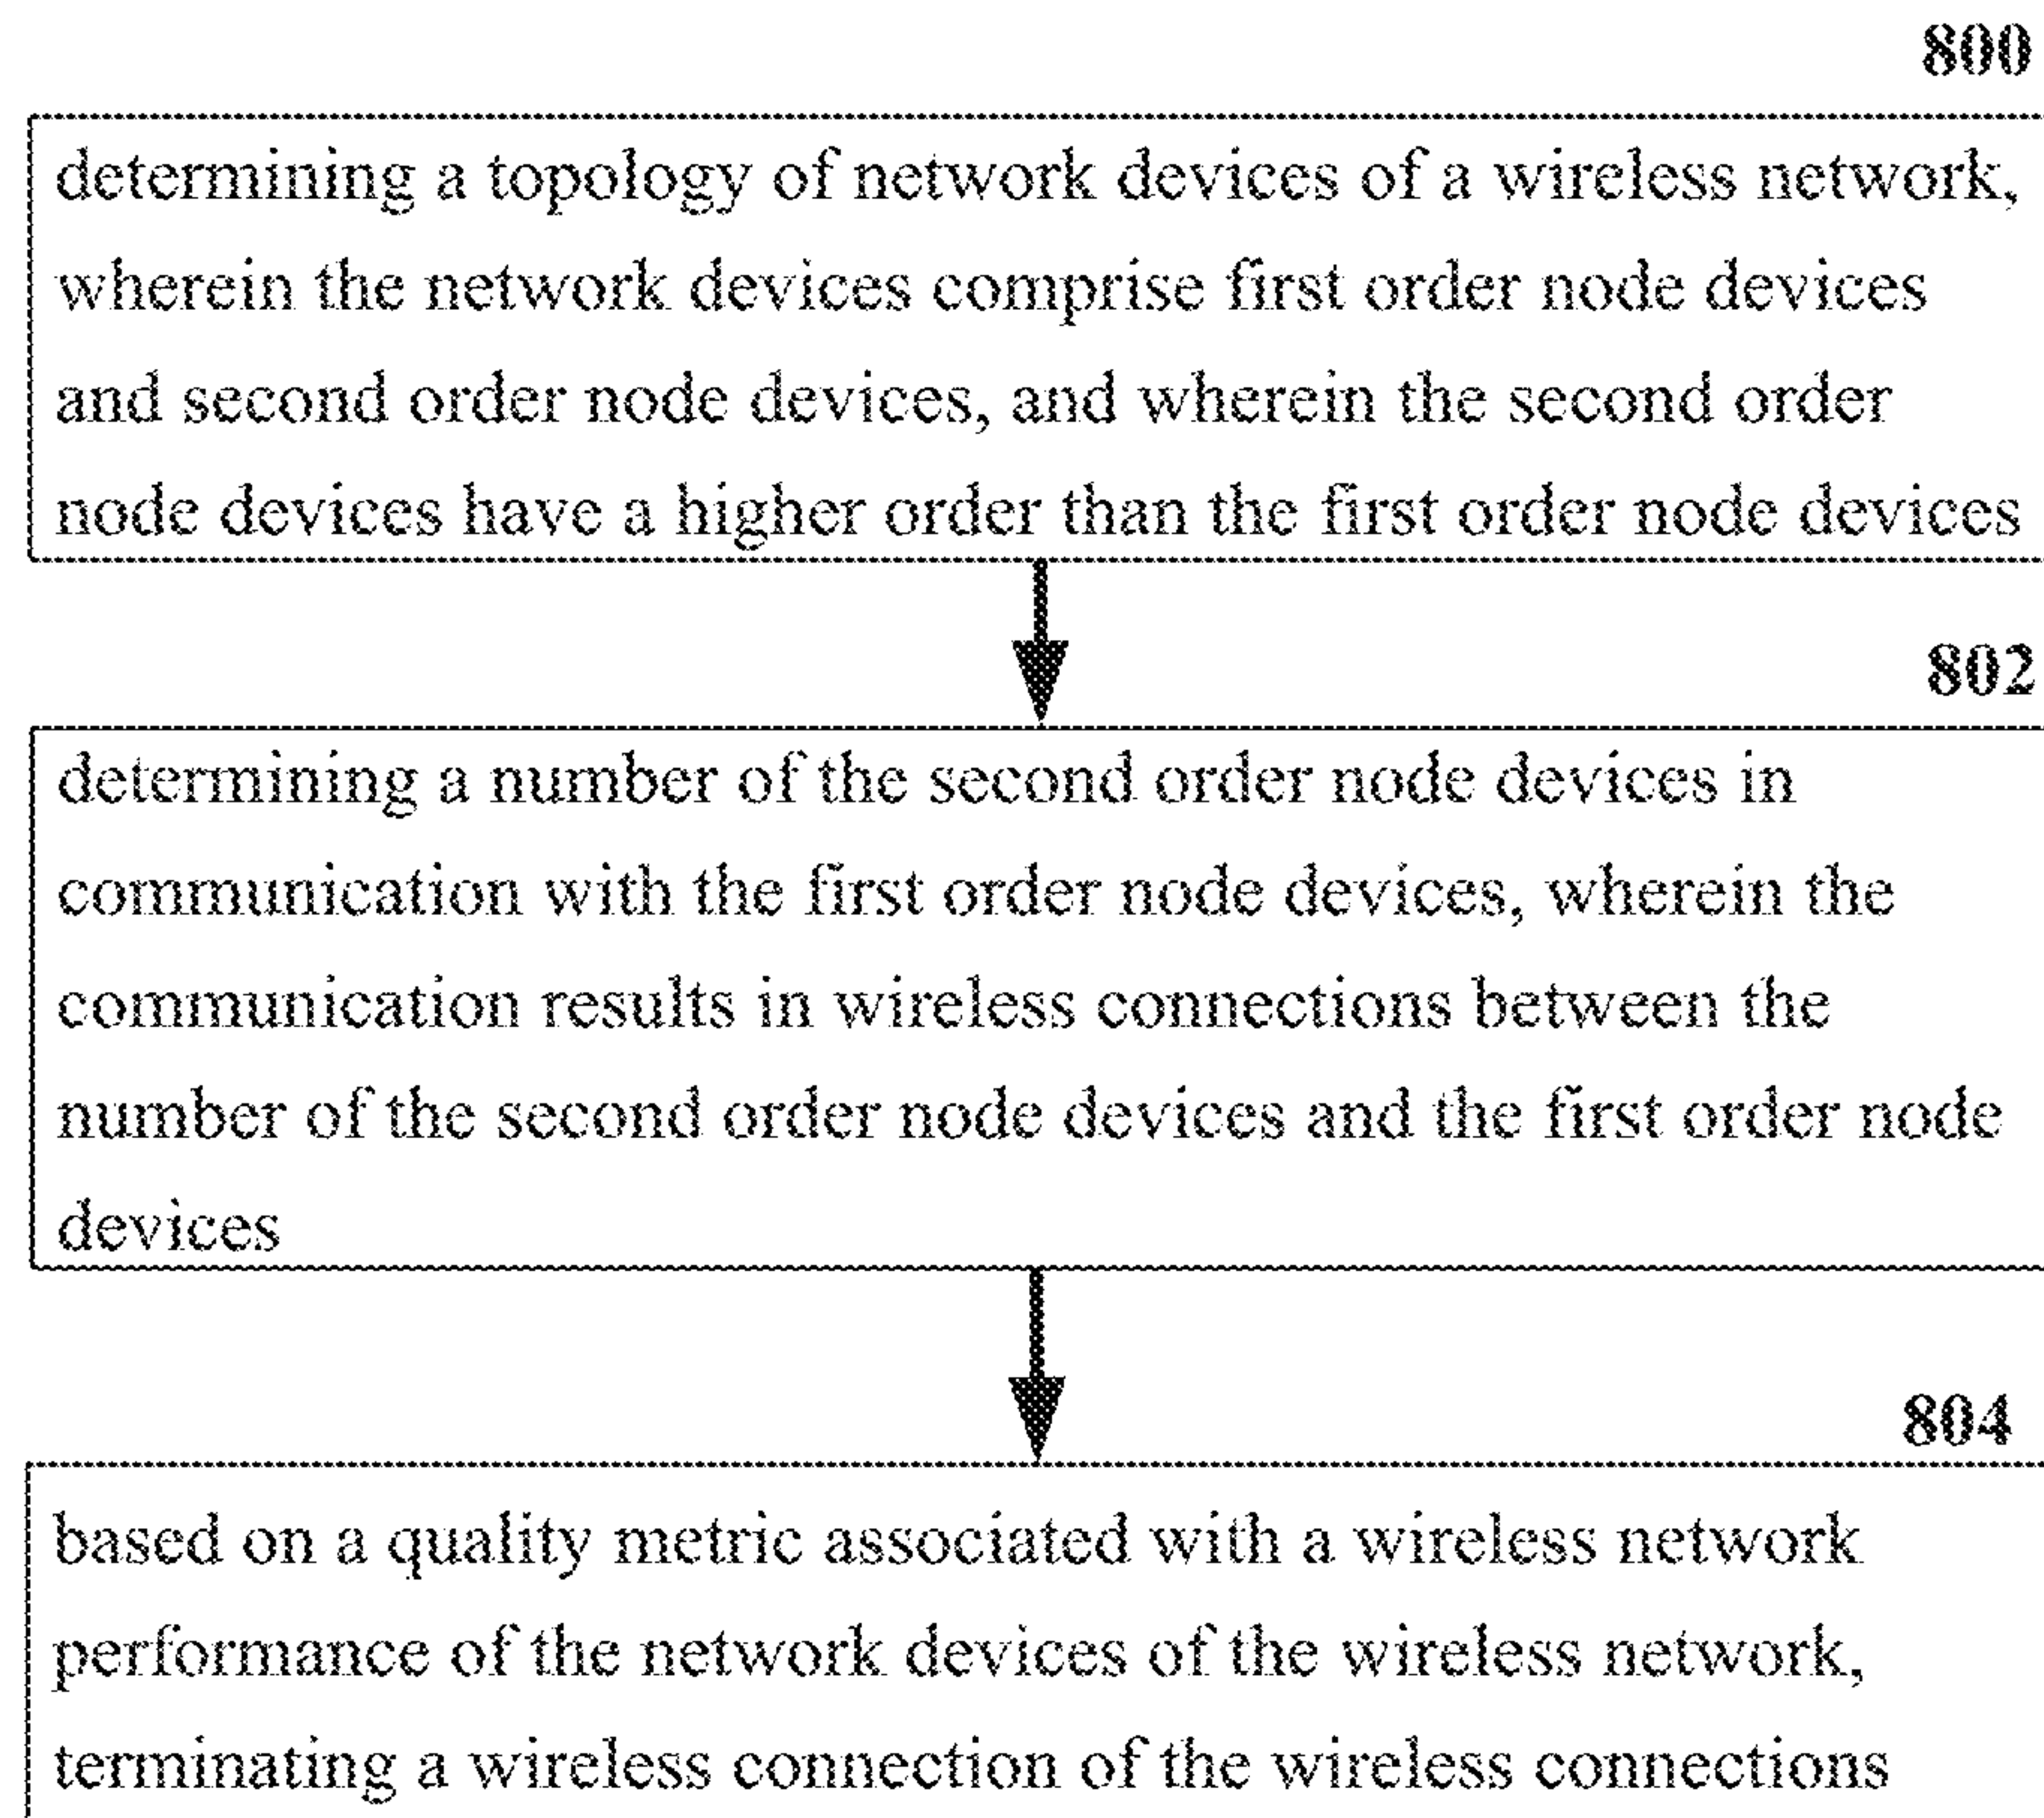 800
determining a topology of network devices of a wireless network,
wherein the network devices comprise first order node devices
and second order node devices, and wherein the second order
node devices have a higher order than the first order node devices
802
determining a number of the second order node devices in
communication with the first order node devices, wherein the
communication results in wireless connections between the
number of the second order node devices and the first order node
devices
804
based on a quality metric associated with a wireless network
performance of the network devices of the wireless network,
terminating a wireless connection of the wireless connections